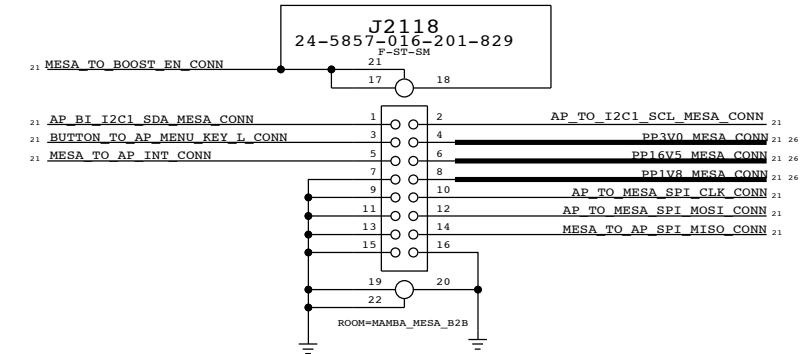 J2118
24-5857-016-201-829
F-ST-SM
21 MESA_TO_BOOST_EN_CONN 21
17 18
21 AP_BI_I2C1_SDA_MESA_CONN 1 2 AP_TO_I2C1_SCL_MESA_CONN 21
21 BUTTON_TO_AP_MENU_KEY_L_CONN 3 4 PP3V0_MESA_CONN 21 26
21 MESA_TO_AP_INT_CONN 5 6 PP16V5_MESA_CONN 21 26
7 8 PP1V8_MESA_CONN 21 26
9 10 AP_TO_MESA_SPI_CLK_CONN 21
11 12 AP_TO_MESA_SPI_MOSI_CONN 21
13 14 MESA_TO_AP_SPI_MISO_CONN 21
15 16
19 20
22
ROOM=MAMBA_MESA_B2B